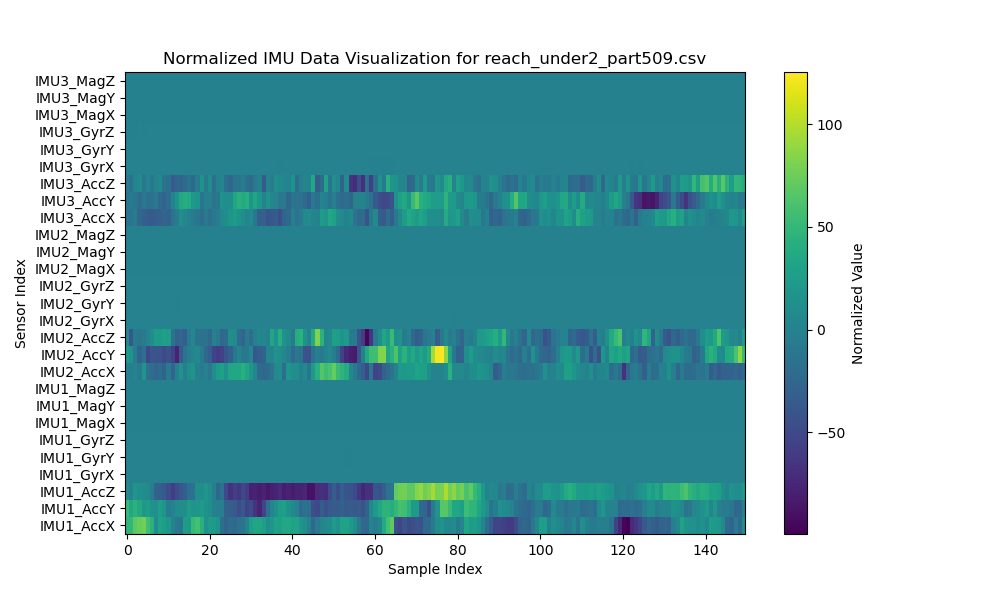 Normalized IMU Data Visualization for reach_under2_part509.csv
IMU3_MagZ
IMU3_MagY
IMU3_MagX
IMU3_GyrZ
IMU3_GyrY
IMU3_GyrX
IMU3_AccZ
IMU3_AccY
IMU3_AccX
IMU2_MagZ
IMU2_MagY
IMU2_MagX
IMU2_GyrZ
IMU2_GyrY
IMU2_GyrX
IMU2_AccZ
IMU2_AccY
IMU2_AccX
IMU1_MagZ
IMU1_MagY
IMU1_MagX
IMU1_GyrZ
IMU1_GyrY
IMU1_GyrX
IMU1_AccZ
IMU1_AccY
IMU1_AccX
Sensor Index
0 20 40 60 80 100 120 140
Sample Index
100
50
0
−50
Normalized Value